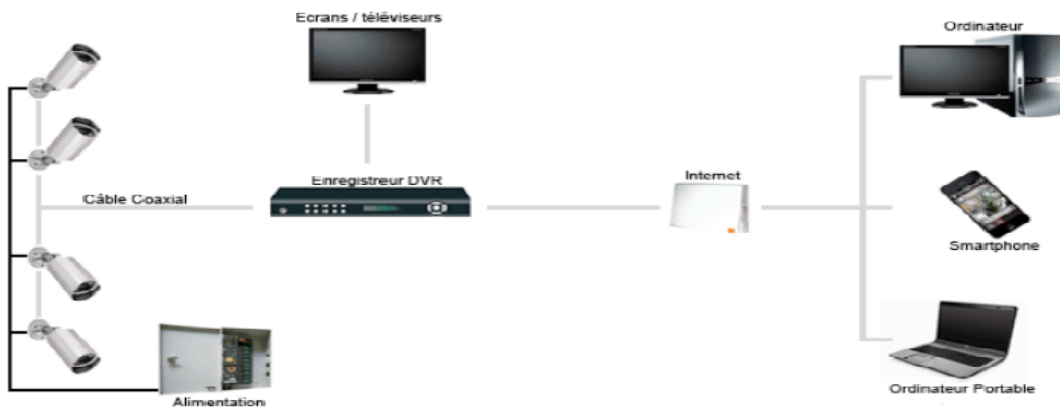 Ecrans / téléviseurs
Ordinateur
Enregistreur DVR
Internet
Câble Coaxial
Smartphone
Ordinateur Portable
Alimentation